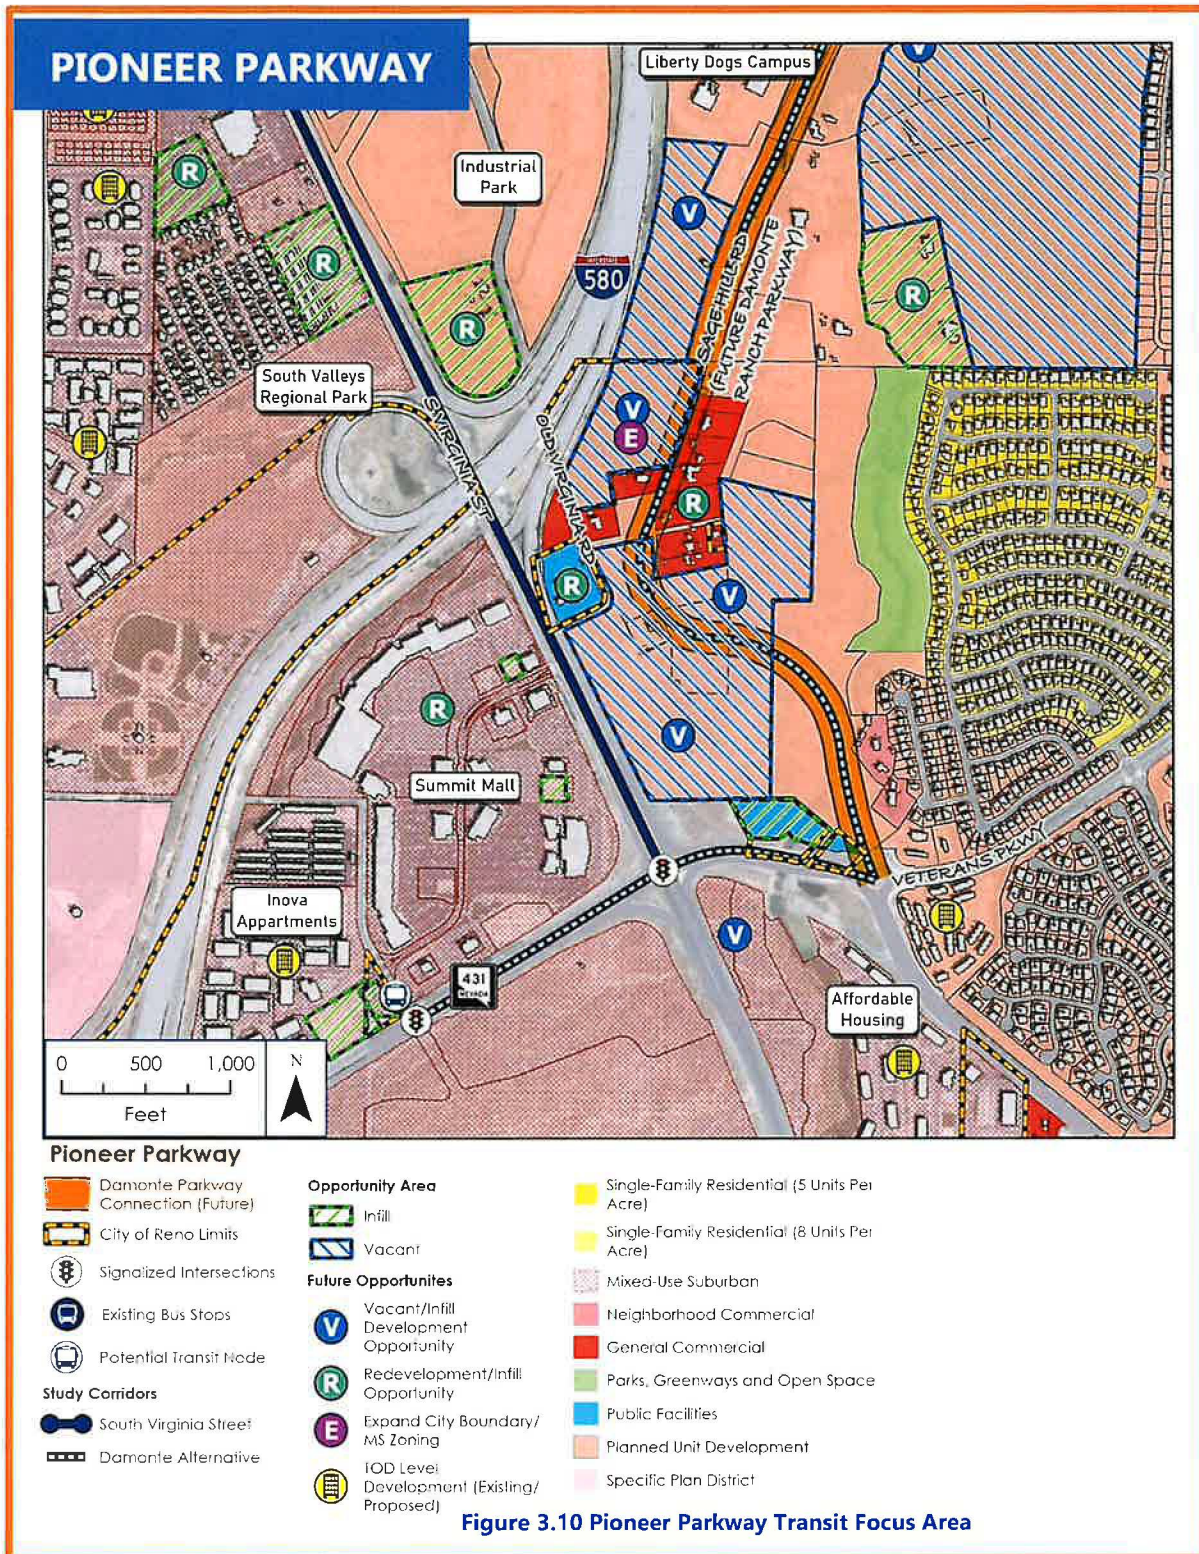 PIONEER PARKWAY
Liberty Dogs Campus
V
Industrial
Park
R
V
R
INTERSTATE
580
R
R
SAGE HILL RD
(FUTURE DAMONTE
RANCH PARKWAY)
South Valleys
Regional Park
S VIRGINIA ST
OLD VIRGINIA RD
V
E
R
R
V
R
V
Summit Mall
VETERANS PKWY
Inova
Appartments
V
431
NEVADA
Affordable
Housing
0 500 1,000
Feet
N
Pioneer Parkway
Damonte Parkway
Connection (Future)
City of Reno Limits
Signalized Intersections
Existing Bus Stops
Potential Transit Node
Study Corridors
South Virginia Street
Damonte Alternative
Opportunity Area
Infill
Vacant
Future Opportunites
V
Vacant/Infill
Development
Opportunity
R
Redevelopment/Infill
Opportunity
E
Expand City Boundary/
MS Zoning
TOD Level
Development (Existing/
Proposed)
Single-Family Residential (5 Units Per
Acre)
Single-Family Residential (8 Units Per
Acre)
Mixed-Use Suburban
Neighborhood Commercial
General Commercial
Parks, Greenways and Open Space
Public Facilities
Planned Unit Development
Specific Plan District
Figure 3.10 Pioneer Parkway Transit Focus Area